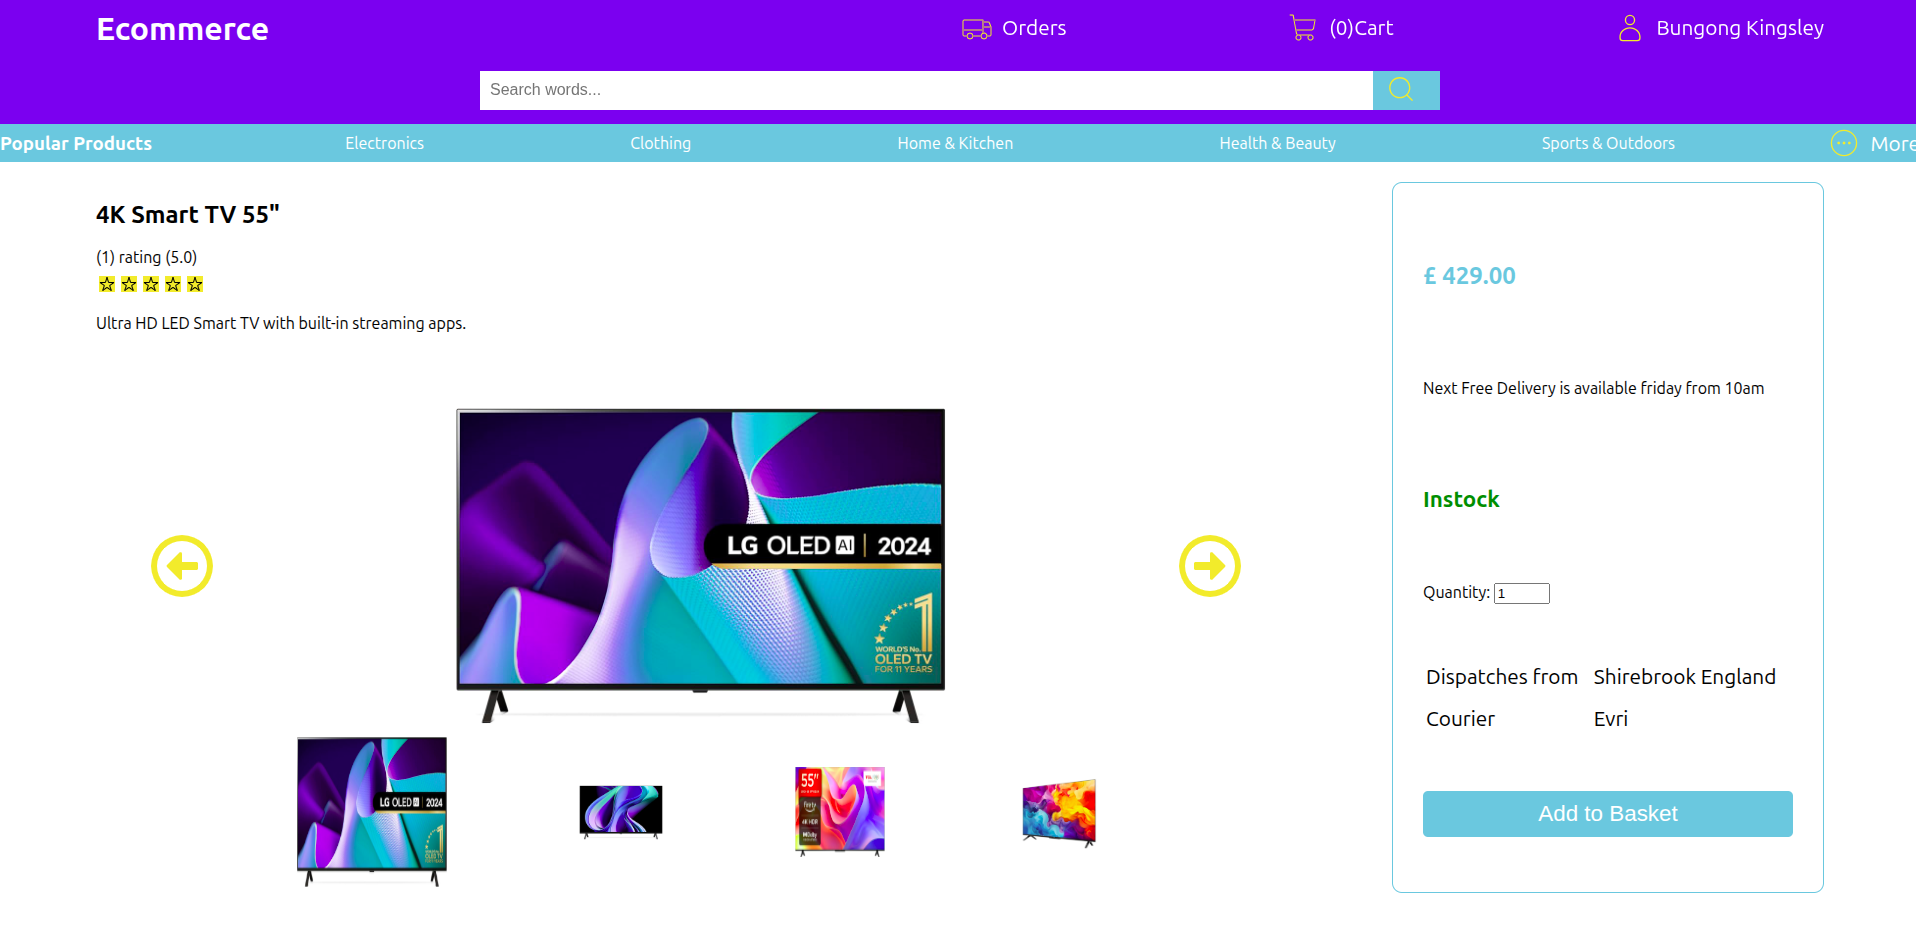 Ecommerce
Orders
(0)Cart
Bungong Kingsley
Search words...
Popular Products
Electronics
Clothing
Home & Kitchen
Health & Beauty
Sports & Outdoors
More
4K Smart TV 55"
(1) rating (5.0)
Ultra HD LED Smart TV with built-in streaming apps.
LG OLED AI | 2024
1
WORLD'S No.
OLED TV
FOR 11 YEARS
LG OLED AI | 2024
OLED TV
55"
4K HDR
£ 429.00
Next Free Delivery is available friday from 10am
Instock
Quantity: 1
Dispatches from Shirebrook England
Courier Evri
Add to Basket